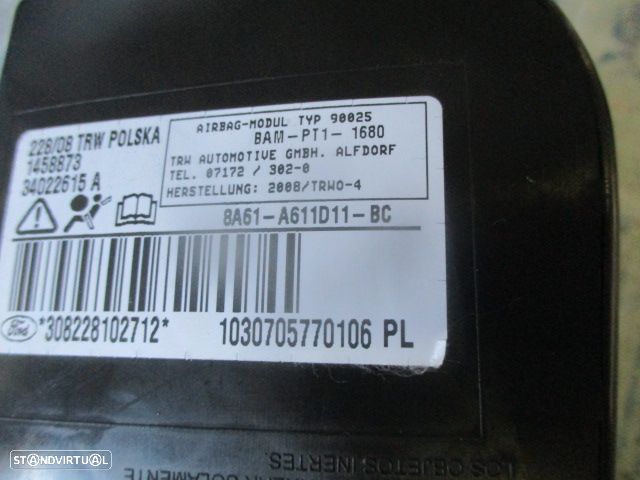 228/08 TRW POLSKA
1458873
34022615 A
AIRBAG-MODUL TYP 90025
BAM-PT1-1680
TRW AUTOMOTIVE GMBH. ALFDORF
TEL. 07172 / 302-0
HERSTELLUNG: 2008/TRWO-4
8A61-A611D11-BC
Ford
*308228102712*
1030705770106 PL
LOS OBJETOS INERTES.
SOLAMENTE
STANDVIRTUAL